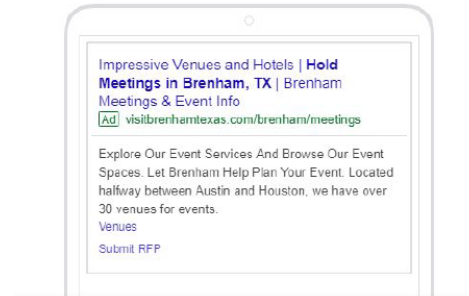 Impressive Venues and Hotels | Hold
Meetings in Brenham, TX | Brenham
Meetings & Event Info
Ad visitbrenhamtexas.com/brenham/meetings
Explore Our Event Services And Browse Our Event
Spaces. Let Brenham Help Plan Your Event. Located
halfway between Austin and Houston, we have over
30 venues for events.
Venues
Submit RFP